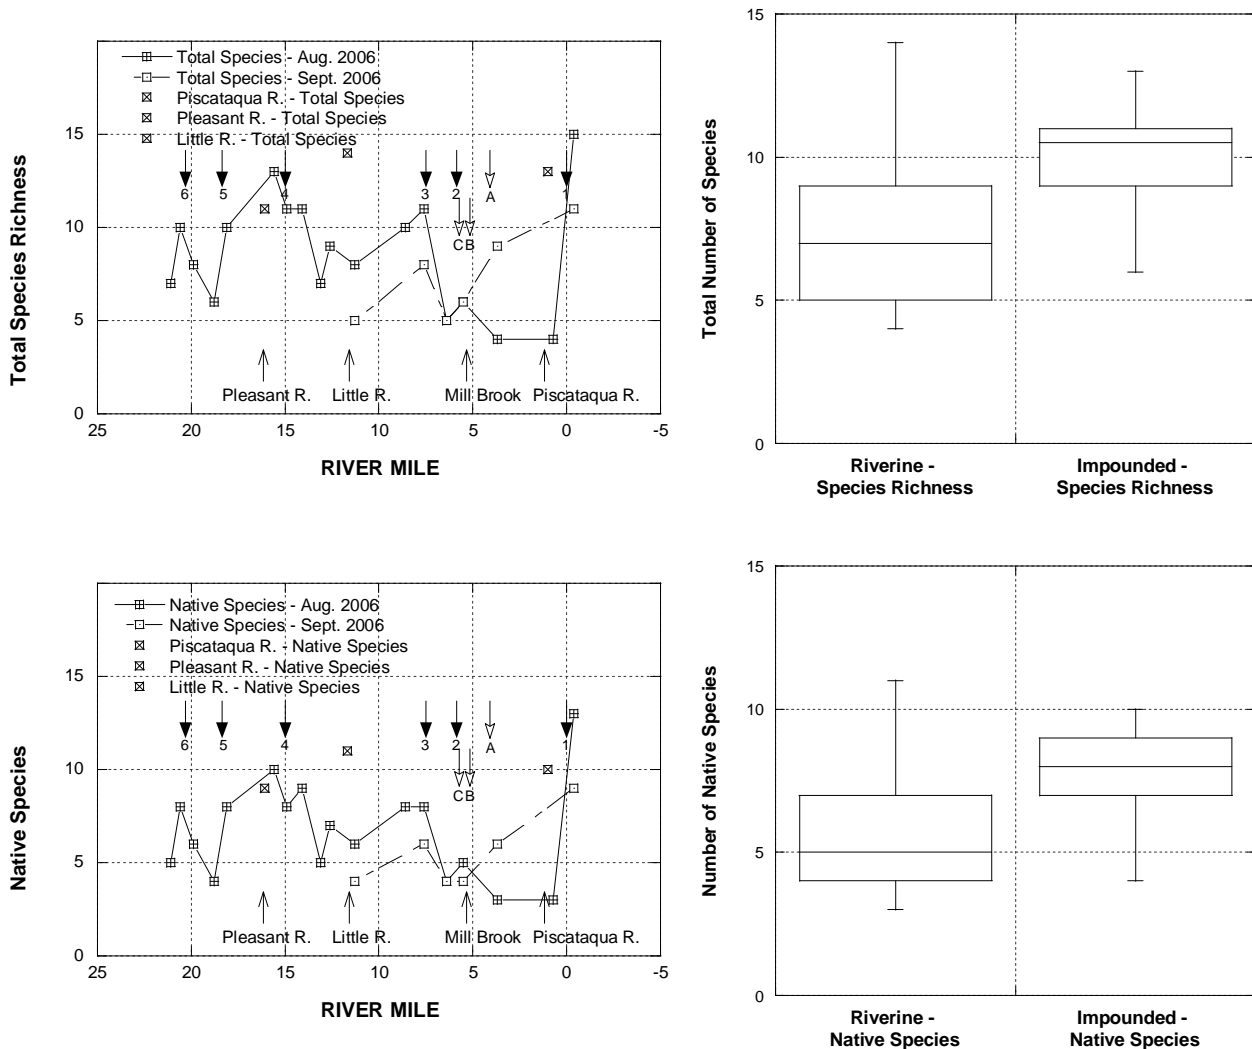 Total Species - Aug. 2006
Total Species - Sept. 2006
Piscataqua R. - Total Species
Pleasant R. - Total Species
Little R. - Total Species
15
10
5
0
6
5
4
3
2
A
1
C
B
Pleasant R.
Little R.
Mill Brook
Piscataqua R.
25
20
15
10
5
0
-5
RIVER MILE
Total Species Richness
15
10
5
0
Total Number of Species
Riverine -
Species Richness
Impounded -
Species Richness
Native Species - Aug. 2006
Native Species - Sept. 2006
Piscataqua R. - Native Species
Pleasant R. - Native Species
Little R. - Native Species
15
10
5
0
6
5
4
3
2
A
1
C
B
Pleasant R.
Little R.
Mill Brook
Piscataqua R.
25
20
15
10
5
0
-5
RIVER MILE
Native Species
15
10
5
0
Number of Native Species
Riverine -
Native Species
Impounded -
Native Species